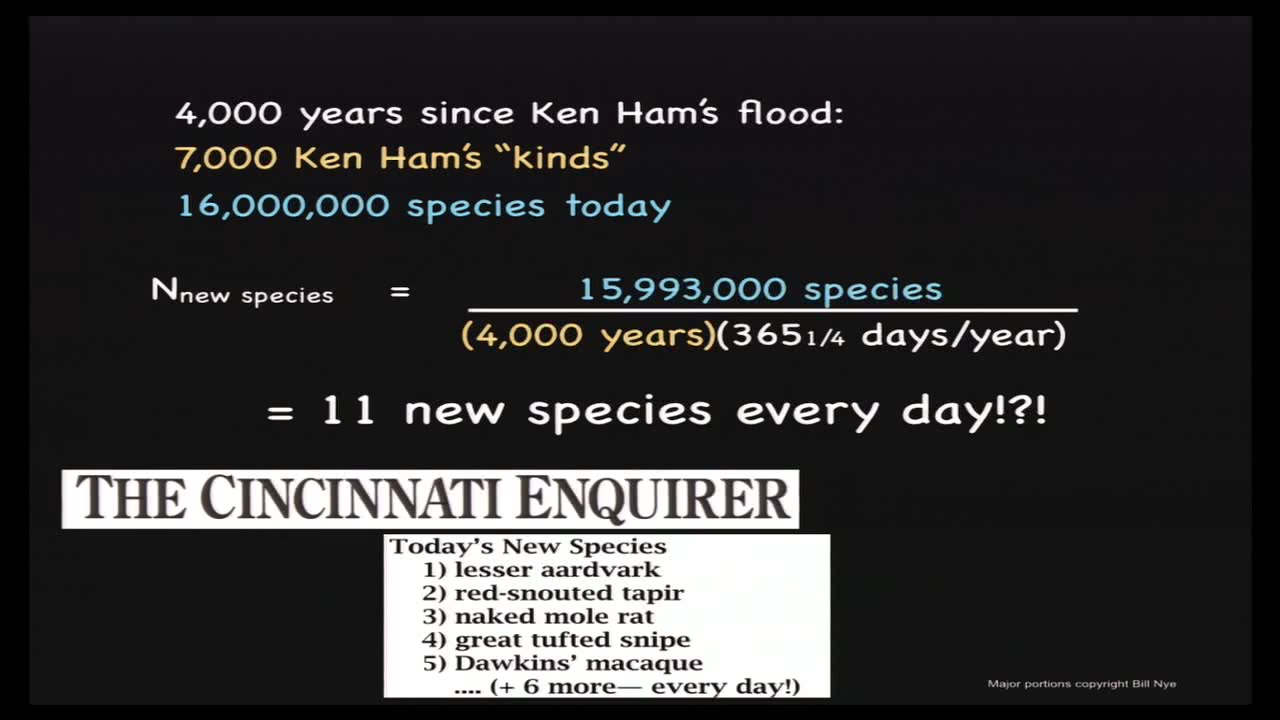 4,000 years since Ken Ham's flood:
7,000 Ken Ham's “kinds”
16,000,000 species today
Nnew species = 15,993,000 species
(4,000 years)(365 1/4 days/year)
= 11 new species every day!?!
THE CINCINNATI ENQUIRER
Today's New Species
1) lesser aardvark
2) red-snouted tapir
3) naked mole rat
4) great tufted snipe
5) Dawkins' macaque
.... (+ 6 more— every day!)
Major portions copyright Bill Nye